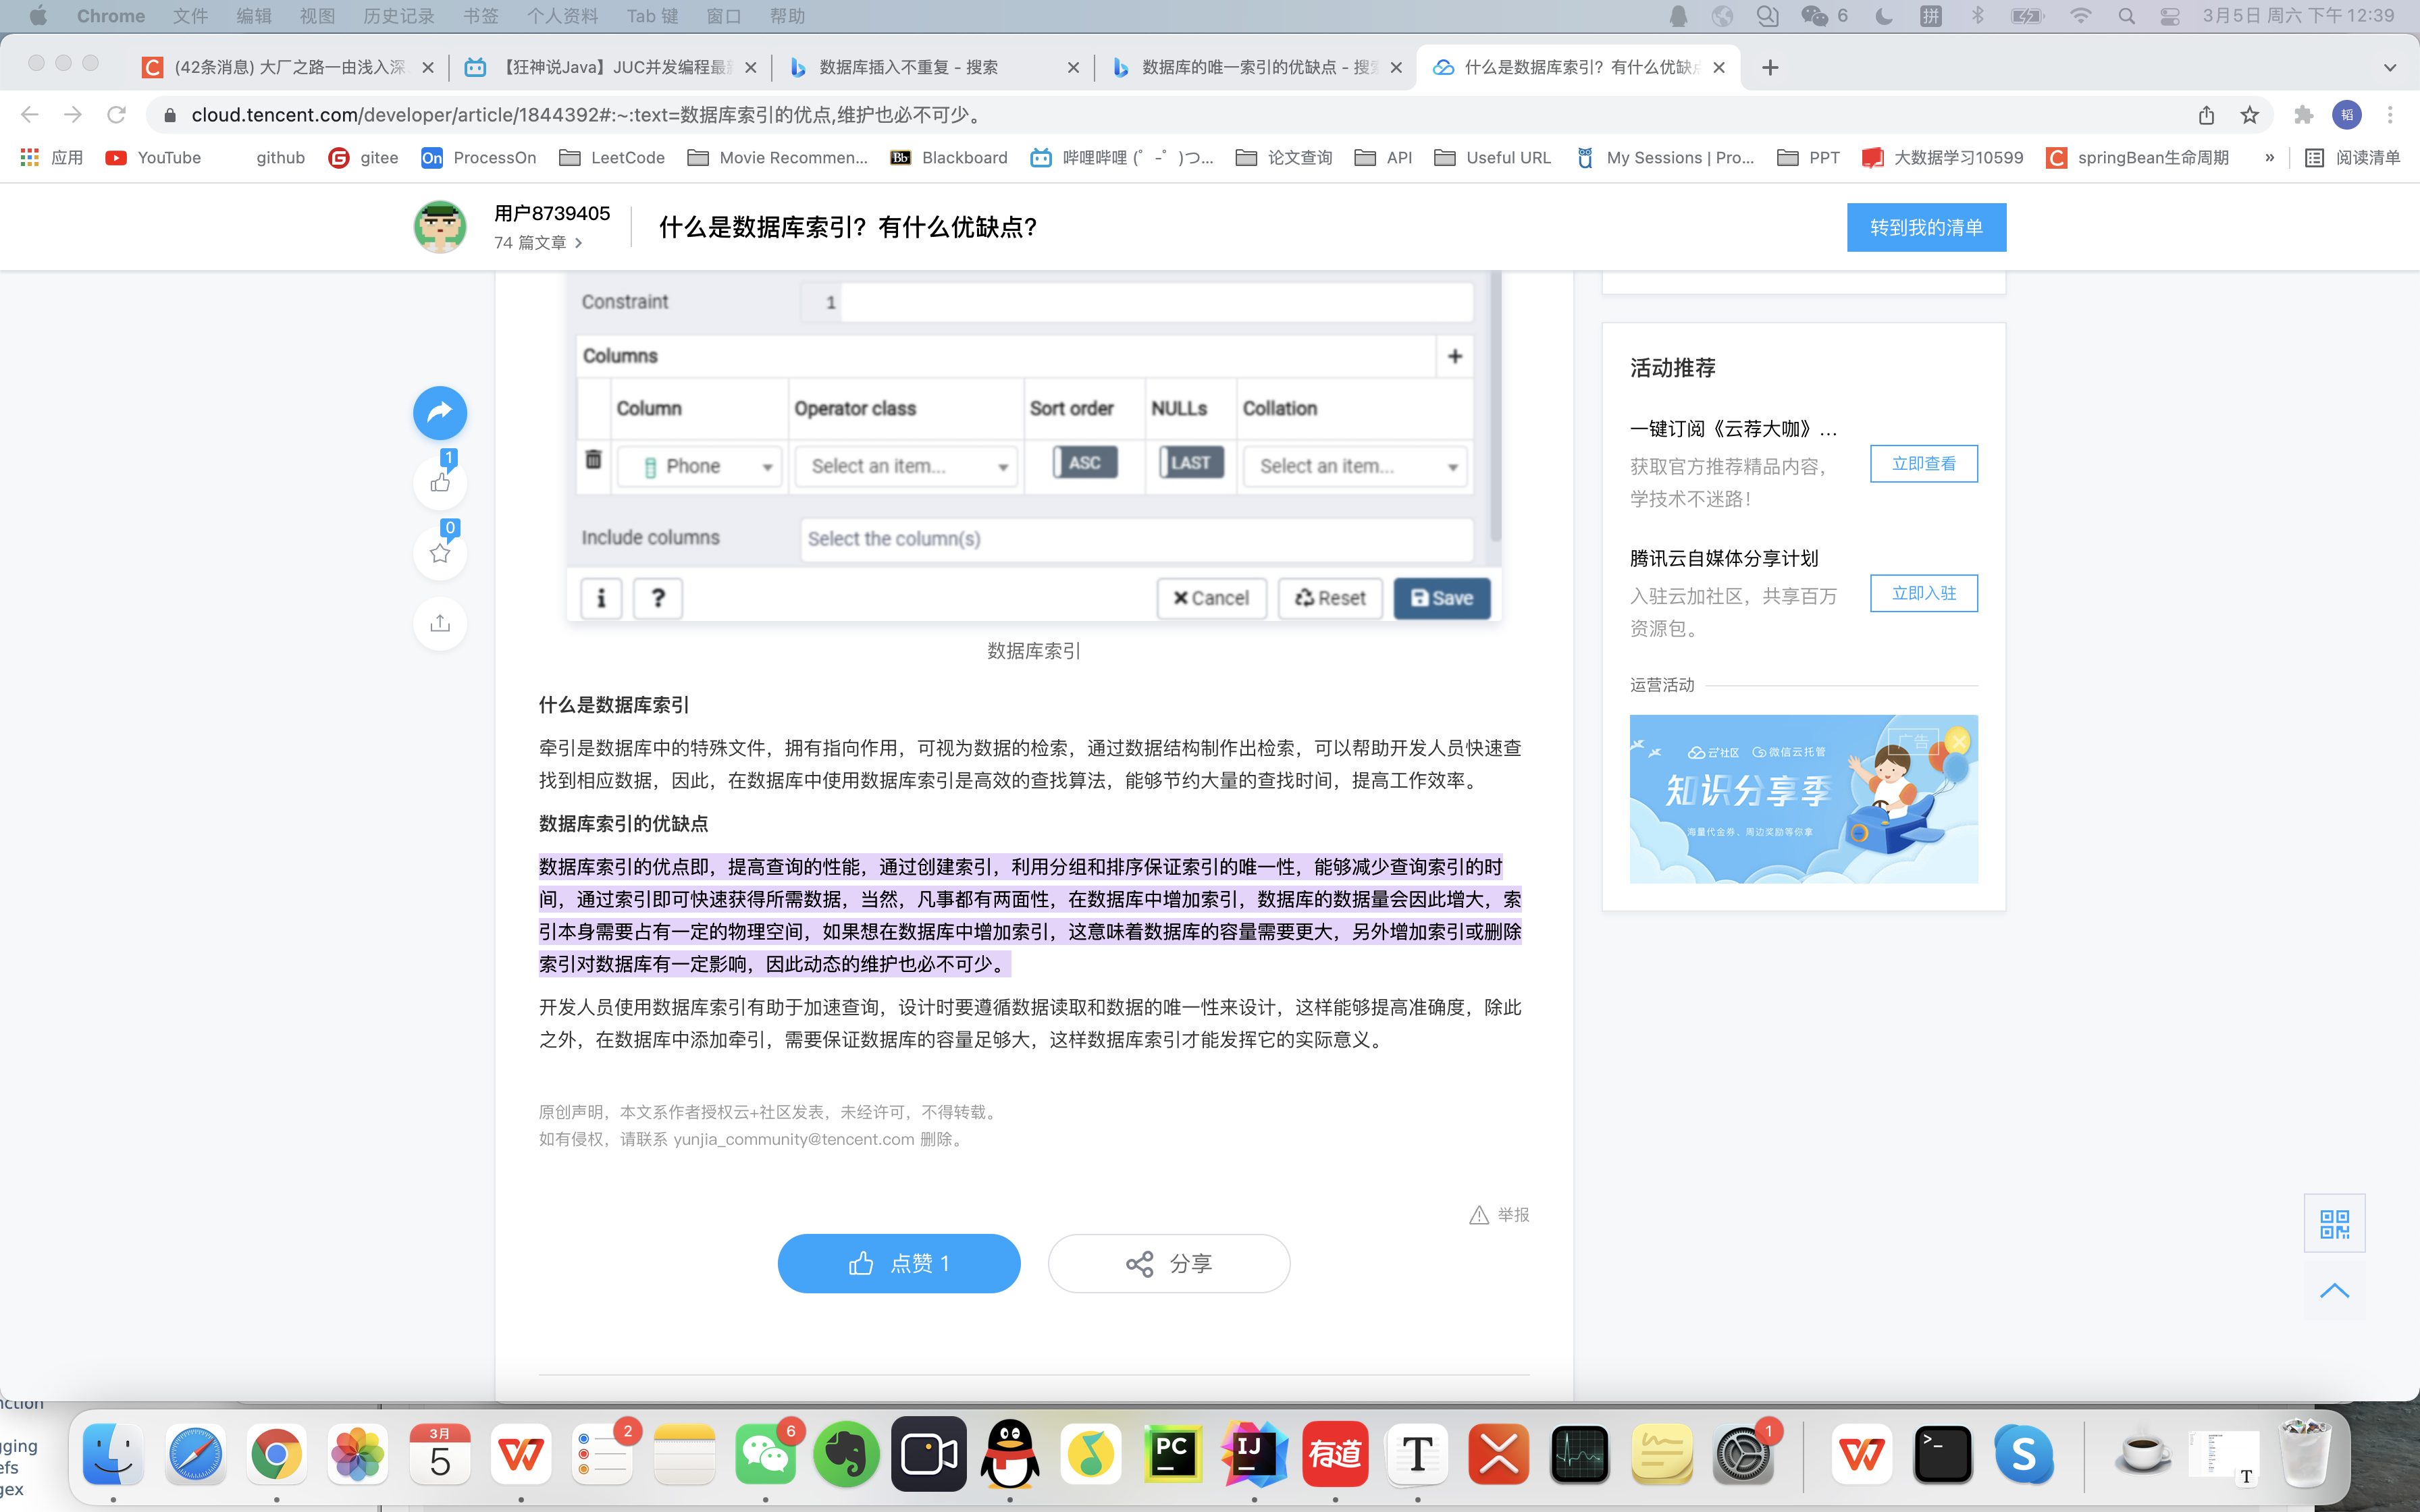 Chrome 文件 编辑 视图 历史记录 书签 个人资料 Tab 键 窗口 帮助 6 拼 3月5日 周六 下午 12:39
(42条消息) 大厂之路一由浅入深 【狂神说Java】JUC并发编程最新 数据库插入不重复 - 搜索 数据库的唯一索引的优缺点 - 搜索 什么是数据库索引？有什么优缺点
cloud.tencent.com/developer/article/1844392#:~:text=数据库索引的优点,维护也必不可少。 韬
应用 YouTube github gitee On ProcessOn LeetCode Movie Recommen... Bb Blackboard 哔哩哔哩 (゜-゜)つ... 论文查询 API Useful URL My Sessions | Pro... PPT 大数据学习10599 springBean生命周期 » 阅读清单
用户8739405
74 篇文章
什么是数据库索引？有什么优缺点?
转到我的清单
Constraint 1
Columns
Column Operator class Sort order NULLs Collation
Phone Select an item... ASC LAST Select an item...
Include columns Select the column(s)
i ? Cancel Reset Save
数据库索引
1
0
什么是数据库索引
牵引是数据库中的特殊文件，拥有指向作用，可视为数据的检索，通过数据结构制作出检索，可以帮助开发人员快速查
找到相应数据，因此，在数据库中使用数据库索引是高效的查找算法，能够节约大量的查找时间，提高工作效率。
数据库索引的优缺点
数据库索引的优点即，提高查询的性能，通过创建索引，利用分组和排序保证索引的唯一性，能够减少查询索引的时
间，通过索引即可快速获得所需数据，当然，凡事都有两面性，在数据库中增加索引，数据库的数据量会因此增大，索
引本身需要占有一定的物理空间，如果想在数据库中增加索引，这意味着数据库的容量需要更大，另外增加索引或删除
索引对数据库有一定影响，因此动态的维护也必不可少。
开发人员使用数据库索引有助于加速查询，设计时要遵循数据读取和数据的唯一性来设计，这样能够提高准确度，除此
之外，在数据库中添加牵引，需要保证数据库的容量足够大，这样数据库索引才能发挥它的实际意义。
原创声明，本文系作者授权云+社区发表，未经许可，不得转载。
如有侵权，请联系 yunjia_community@tencent.com 删除。
举报
点赞 1
分享
活动推荐
一键订阅《云荐大咖》...
获取官方推荐精品内容，
学技术不迷路！
立即查看
腾讯云自媒体分享计划
入驻云加社区，共享百万
资源包。
立即入驻
运营活动
广告
云+社区 微信云托管
知识分享季
海量代金券、周边奖励等你拿
nction
gging
efs
gex
3月
5
2
6
PC
IJ
有道
T
1
S
T